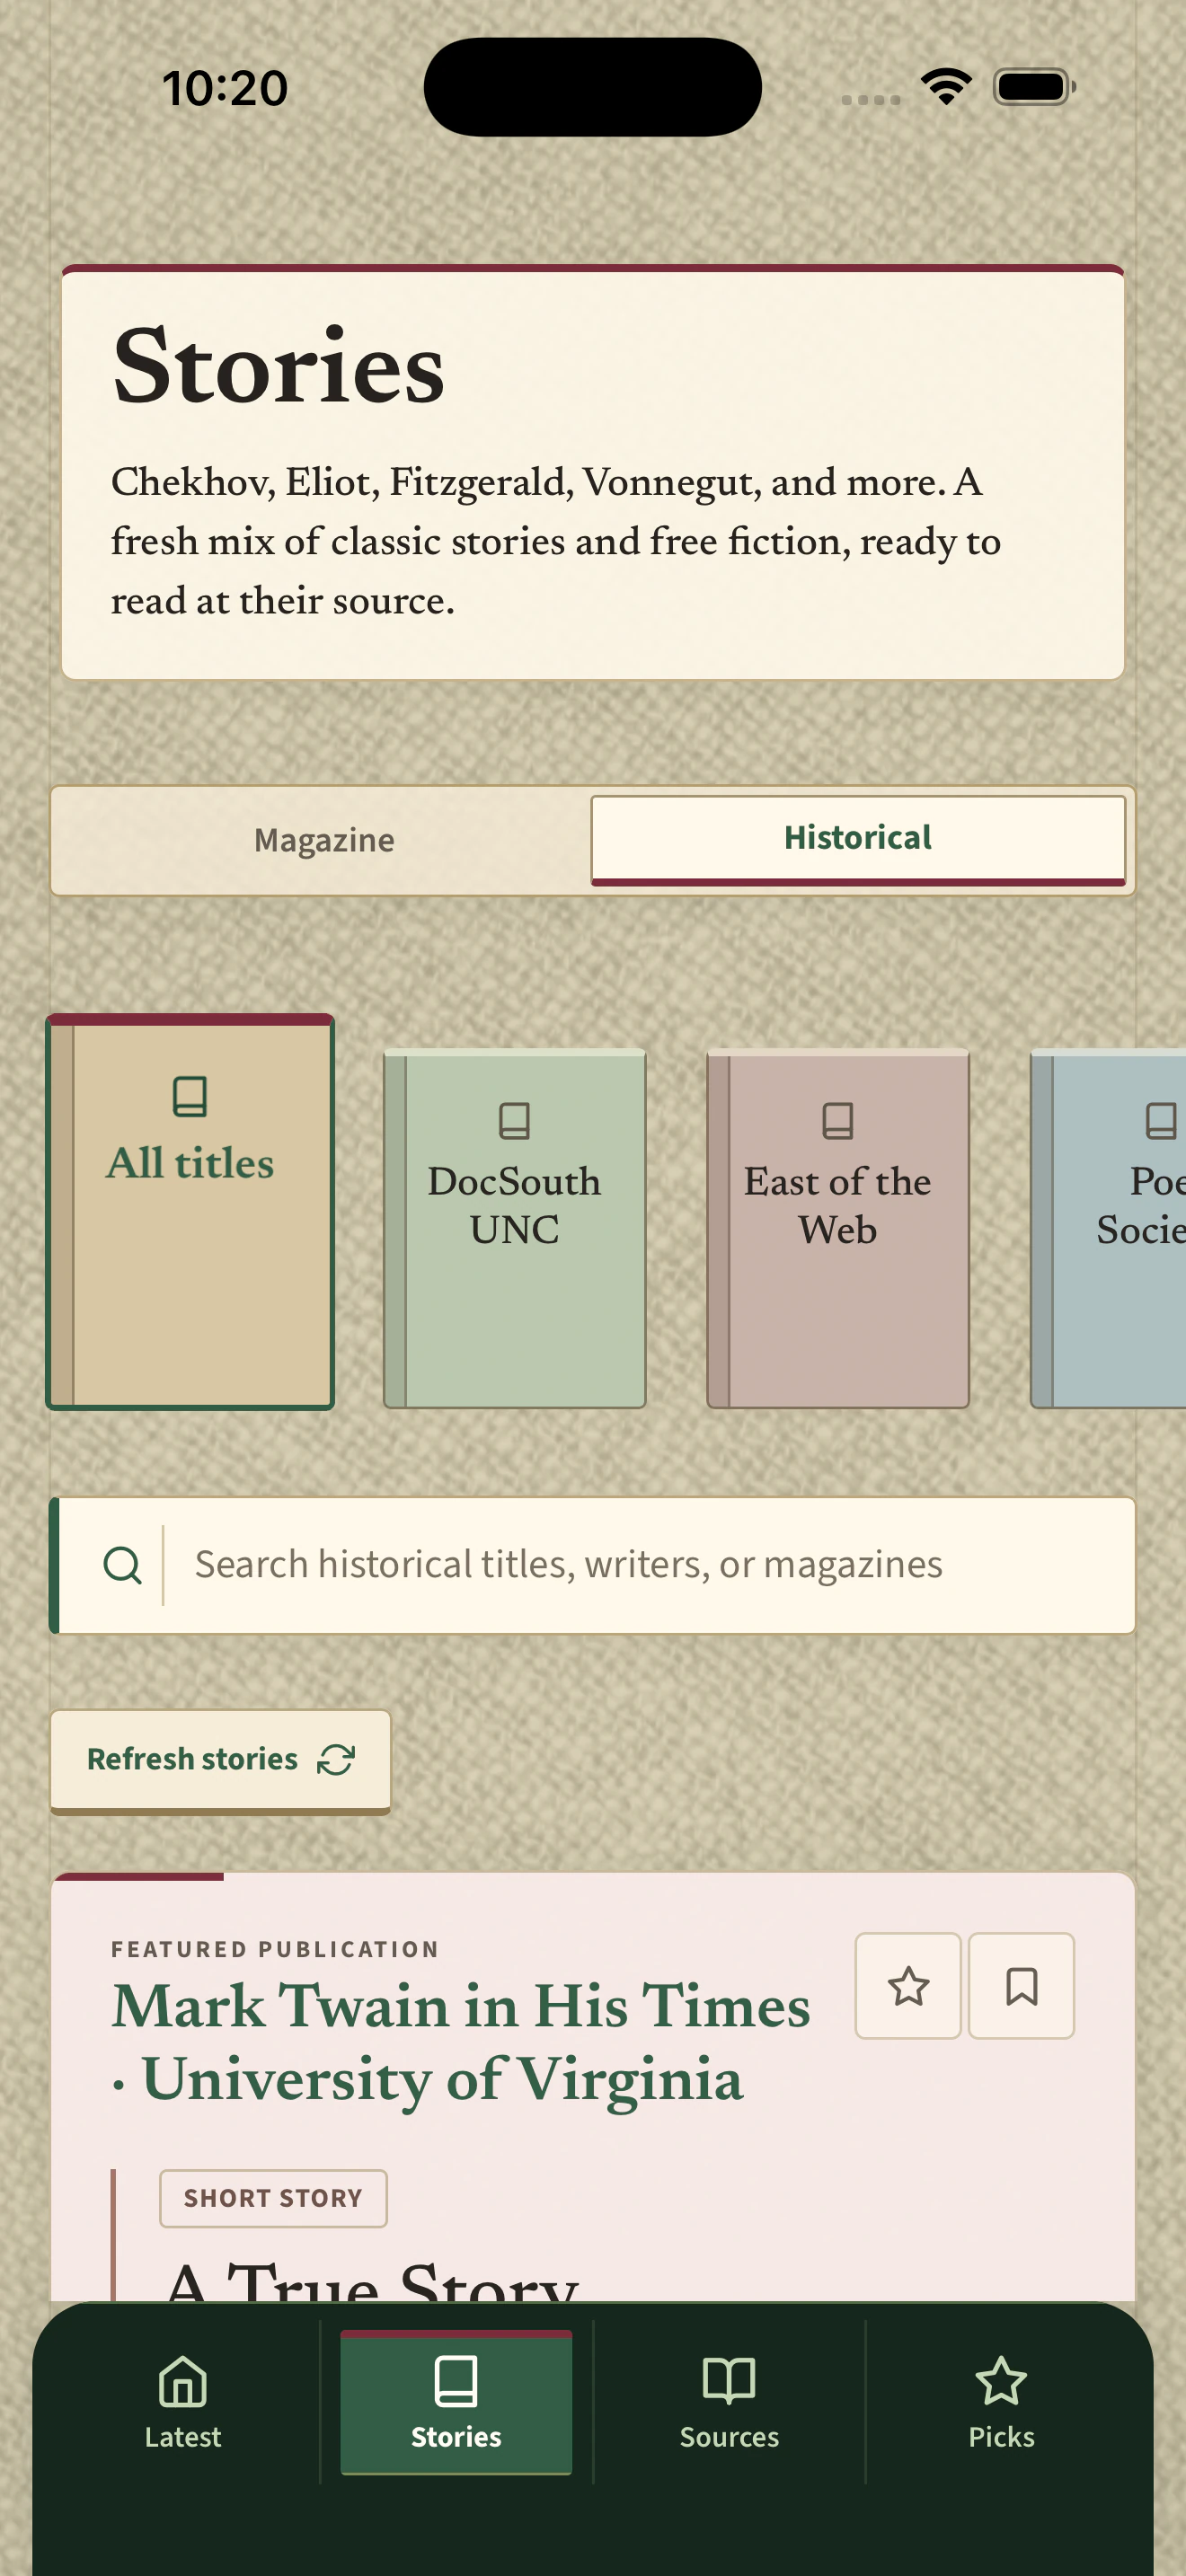 10:20
Stories
Chekhov, Eliot, Fitzgerald, Vonnegut, and more. A
fresh mix of classic stories and free fiction, ready to
read at their source.
Magazine
Historical
All titles
DocSouth
UNC
East of the
Web
Search historical titles, writers, or magazines
Refresh stories
FEATURED PUBLICATION
Mark Twain in His Times
· University of Virginia
SHORT STORY
A True Story
Latest
Stories
Sources
Picks